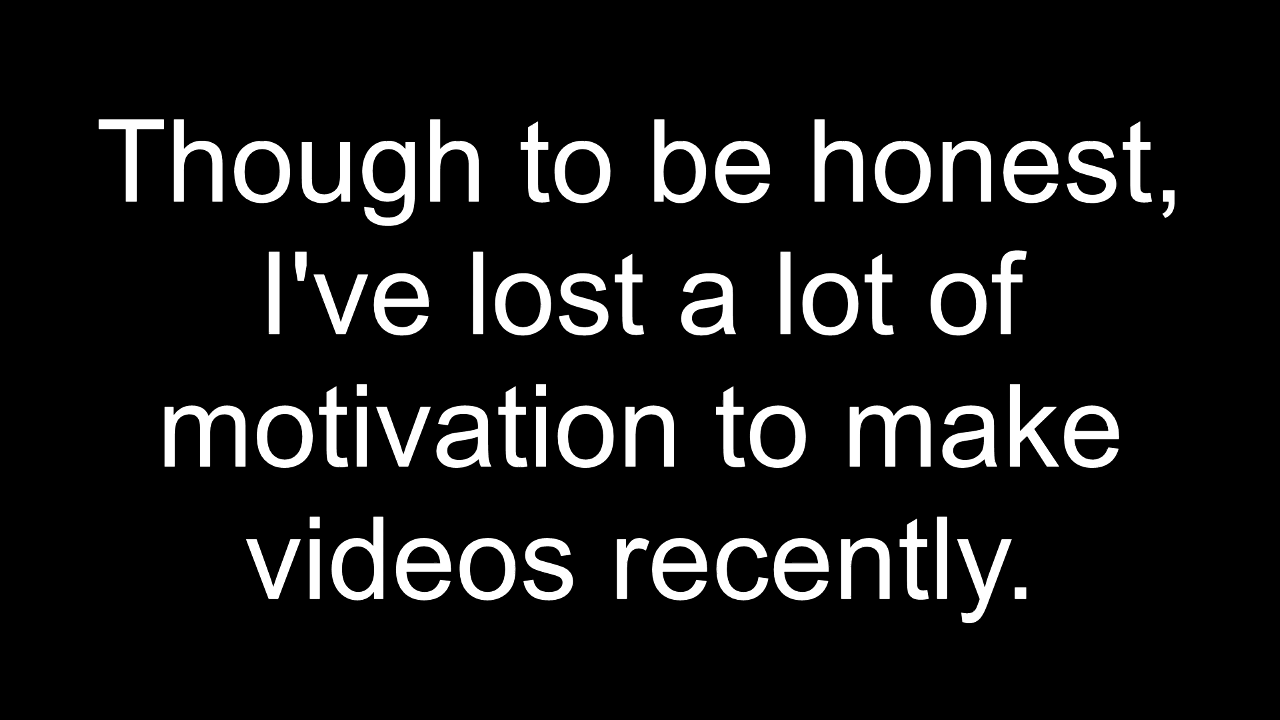 Though to be honest,
I've lost a lot of
motivation to make
videos recently.